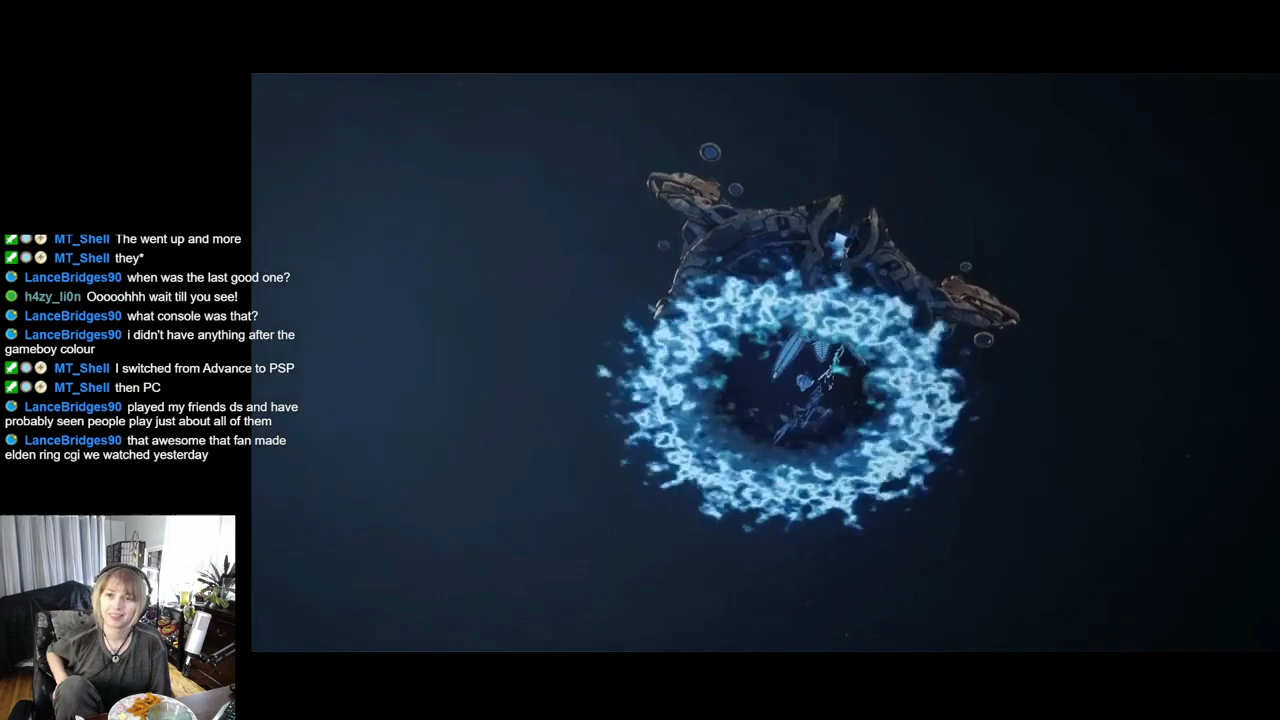 MT_Shell The went up and more
MT_Shell they*
LanceBridges90 when was the last good one?
h4zy_li0n Ooooohhh wait till you see!
LanceBridges90 what console was that?
LanceBridges90 i didn't have anything after the
gameboy colour
MT_Shell I switched from Advance to PSP
MT_Shell then PC
LanceBridges90 played my friends ds and have
probably seen people play just about all of them
LanceBridges90 that awesome that fan made
elden ring cgi we watched yesterday